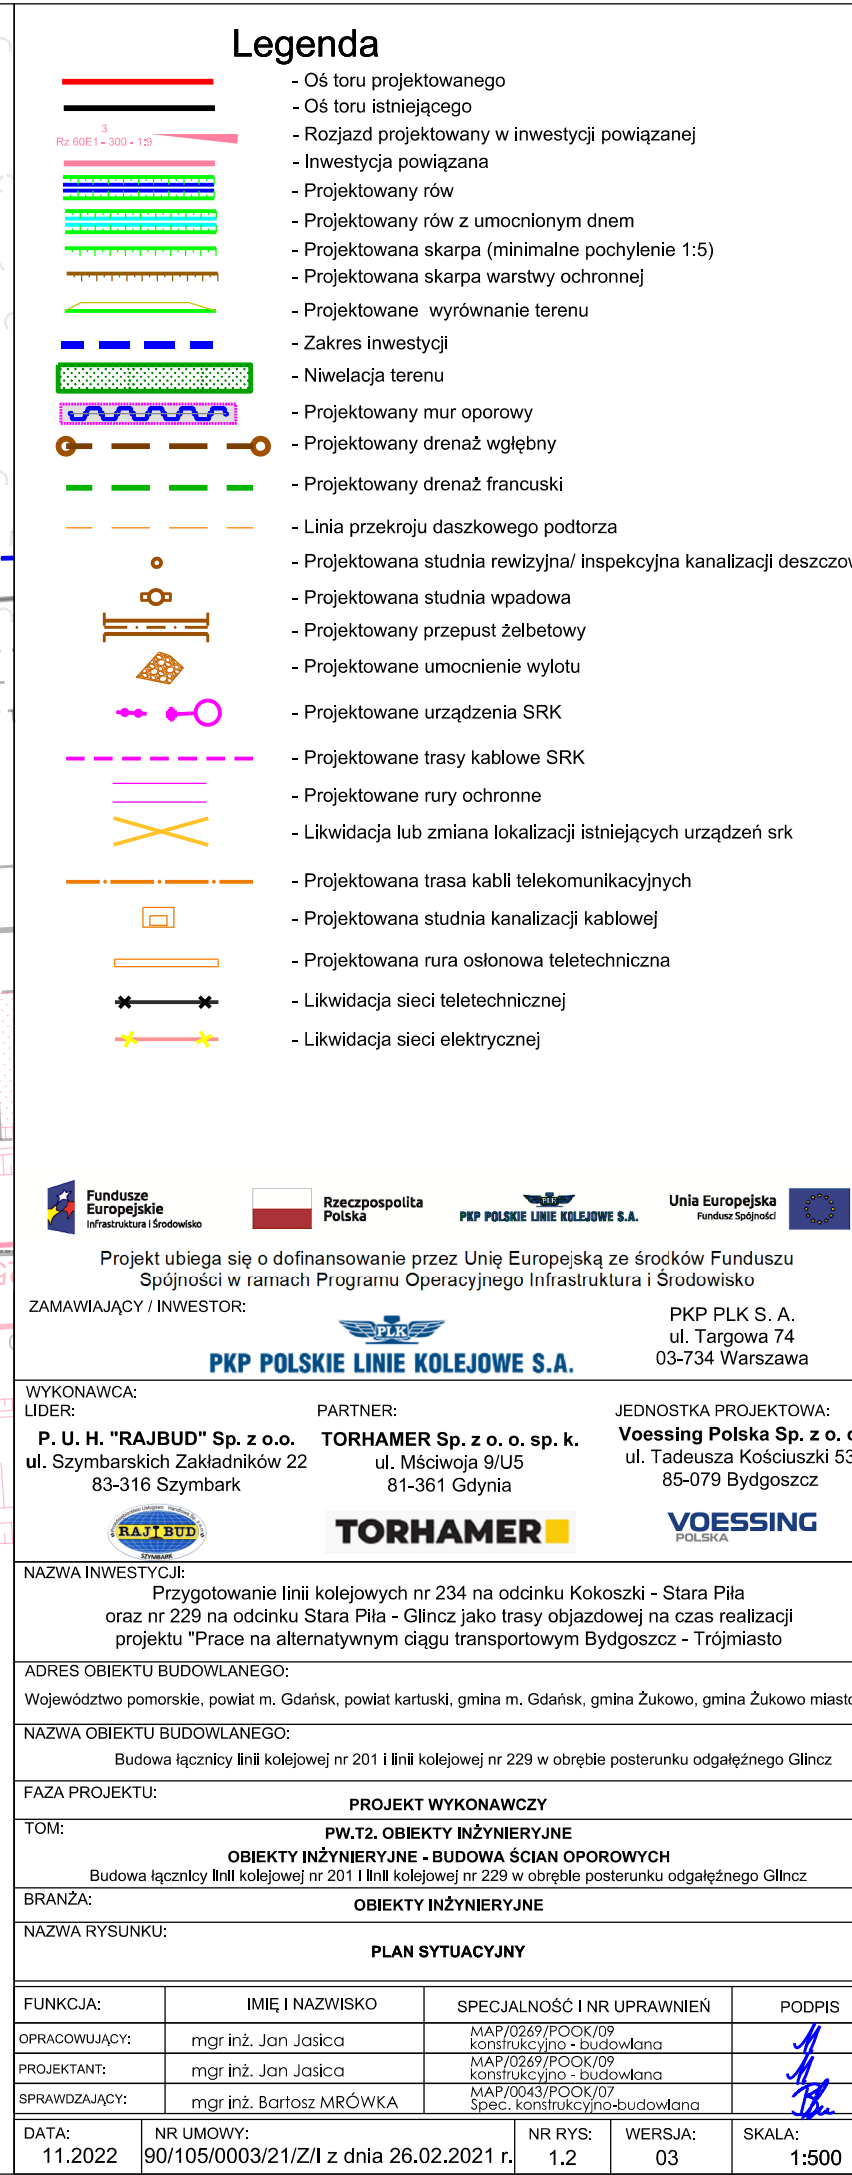 Legenda
- Oś toru projektowanego
- Oś toru istniejącego
3
Rz 60E1 - 300 - 1:9
- Rozjazd projektowany w inwestycji powiązanej
- Inwestycja powiązana
- Projektowany rów
- Projektowany rów z umocnionym dnem
- Projektowana skarpa (minimalne pochylenie 1:5)
- Projektowana skarpa warstwy ochronnej
- Projektowane wyrównanie terenu
- Zakres inwestycji
- Niwelacja terenu
- Projektowany mur oporowy
- Projektowany drenaż wgłębny
- Projektowany drenaż francuski
- Linia przekroju daszkowego podtorza
- Projektowana studnia rewizyjna/ inspekcyjna kanalizacji deszczow
- Projektowana studnia wpadowa
- Projektowany przepust żelbetowy
- Projektowane umocnienie wylotu
- Projektowane urządzenia SRK
- Projektowane trasy kablowe SRK
- Projektowane rury ochronne
- Likwidacja lub zmiana lokalizacji istniejących urządzeń srk
- Projektowana trasa kabli telekomunikacyjnych
- Projektowana studnia kanalizacji kablowej
- Projektowana rura osłonowa teletechniczna
- Likwidacja sieci teletechnicznej
- Likwidacja sieci elektrycznej
Fundusze
Europejskie
Infrastruktura i Środowisko
Rzeczpospolita
Polska
PLK
PKP POLSKIE LINIE KOLEJOWE S.A.
Unia Europejska
Fundusz Spójności
Projekt ubiega się o dofinansowanie przez Unię Europejską ze środków Funduszu
Spójności w ramach Programu Operacyjnego Infrastruktura i Środowisko
ZAMAWIAJĄCY / INWESTOR:
PLK
PKP POLSKIE LINIE KOLEJOWE S.A.
PKP PLK S. A.
ul. Targowa 74
03-734 Warszawa
WYKONAWCA:
LIDER:
P. U. H. "RAJBUD" Sp. z o.o.
ul. Szymbarskich Zakładników 22
83-316 Szymbark
RAJBUD
SZYMBARK
PARTNER:
TORHAMER Sp. z o. o. sp. k.
ul. Mściwoja 9/U5
81-361 Gdynia
TORHAMER
JEDNOSTKA PROJEKTOWA:
Voessing Polska Sp. z o. o
ul. Tadeusza Kościuszki 53
85-079 Bydgoszcz
VOESSING
POLSKA
NAZWA INWESTYCJI:
Przygotowanie linii kolejowych nr 234 na odcinku Kokoszki - Stara Piła
oraz nr 229 na odcinku Stara Piła - Glincz jako trasy objazdowej na czas realizacji
projektu "Prace na alternatywnym ciągu transportowym Bydgoszcz - Trójmiasto
ADRES OBIEKTU BUDOWLANEGO:
Województwo pomorskie, powiat m. Gdańsk, powiat kartuski, gmina m. Gdańsk, gmina Żukowo, gmina Żukowo miasto
NAZWA OBIEKTU BUDOWLANEGO:
Budowa łącznicy linii kolejowej nr 201 i linii kolejowej nr 229 w obrębie posterunku odgałęźnego Glincz
FAZA PROJEKTU:
PROJEKT WYKONAWCZY
TOM:
PW.T2. OBIEKTY INŻYNIERYJNE
OBIEKTY INŻYNIERYJNE - BUDOWA ŚCIAN OPOROWYCH
Budowa łącznicy linii kolejowej nr 201 i linii kolejowej nr 229 w obrębie posterunku odgałęźnego Glincz
BRANŻA:
OBIEKTY INŻYNIERYJNE
NAZWA RYSUNKU:
PLAN SYTUACYJNY
FUNKCJA: IMIĘ I NAZWISKO SPECJALNOŚĆ I NR UPRAWNIEŃ PODPIS
OPRACOWUJĄCY: mgr inż. Jan Jasica MAP/0269/POOK/09
konstrukcyjno - budowlana
PROJEKTANT: mgr inż. Jan Jasica MAP/0269/POOK/09
konstrukcyjno - budowlana
SPRAWDZAJĄCY: mgr inż. Bartosz MRÓWKA MAP/0043/POOK/07
Spec. konstrukcyjno-budowlana
DATA: NR UMOWY: NR RYS: WERSJA: SKALA:
11.2022 90/105/0003/21/Z/I z dnia 26.02.2021 r. 1.2 03 1:500